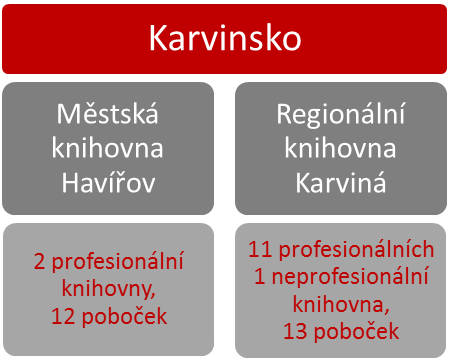 Karvinsko
Městská
knihovna
Havířov
Regionální
knihovna
Karviná
2 profesionální
knihovny,
12 poboček
11 profesionálních
1 neprofesionální
knihovna,
13 poboček